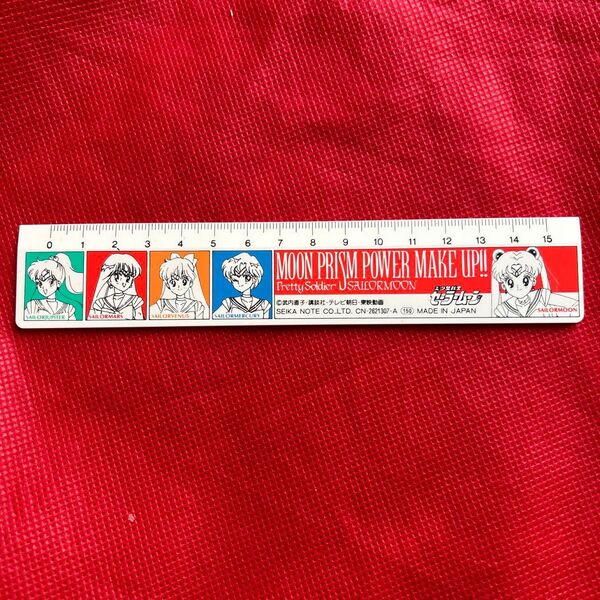 0 1 2 3 4 5 6 7 8 9 10 11 12 13 14 15
SAILORJUPITER
SAILORMARS
SAILORVENUS
SAILORMERCURY
MOON PRISM POWER MAKE UP!!
Pretty Soldier SAILORMOON
美少女戦士
セーラームーン
©武内直子・講談社・テレビ朝日・東映動画
SEIKA NOTE CO.,LTD. CN-2621307-A 150 MADE IN JAPAN
SAILORMOON